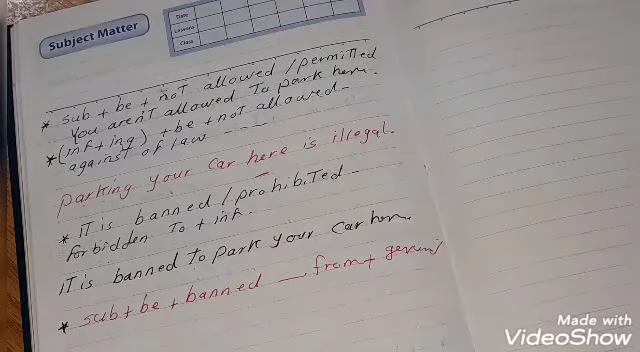 Subject Matter
Date
Lessons
Class
* sub + be + not allowed / permitted
You aren't allowed To park here.
* (inf + ing) + be + not allowed -
against of law
parking your car here is illegal.
* IT is banned / prohibiTed -
forbidden To + inf.
IT is banned to park your car here.
* sub + be + banned __ from + gerund
Made with
VideoShow